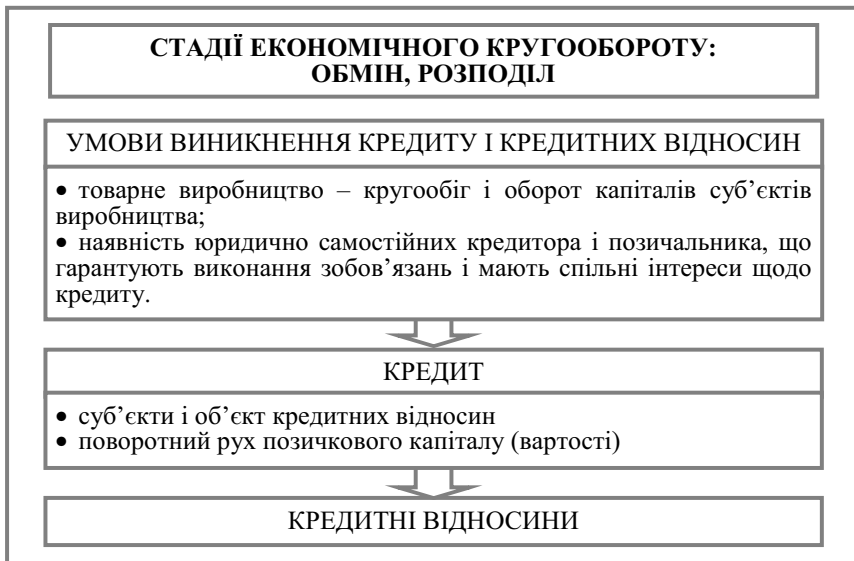 СТАДІЇ ЕКОНОМІЧНОГО КРУГООБОРОТУ:
ОБМІН, РОЗПОДІЛ
УМОВИ ВИНИКНЕННЯ КРЕДИТУ І КРЕДИТНИХ ВІДНОСИН
• товарне виробництво – кругообіг і оборот капіталів суб’єктів
виробництва;
• наявність юридично самостійних кредитора і позичальника, що
гарантують виконання зобов’язань і мають спільні інтереси щодо
кредиту.
КРЕДИТ
• суб’єкти і об’єкт кредитних відносин
• поворотний рух позичкового капіталу (вартості)
КРЕДИТНІ ВІДНОСИНИ